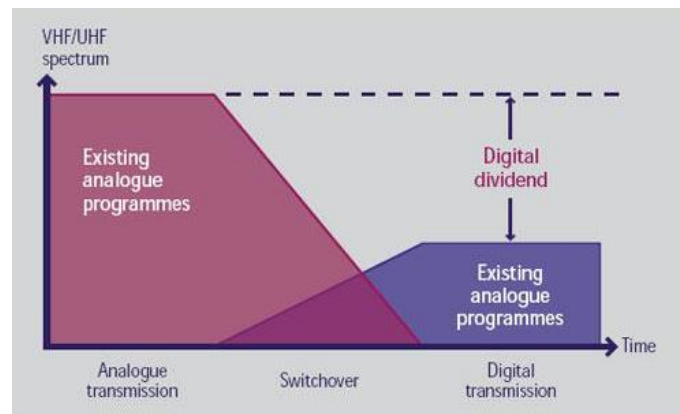 VHF/UHF
spectrum
Existing
analogue
programmes
Digital
dividend
Existing
analogue
programmes
Time
Analogue
transmission
Switchover
Digital
transmission